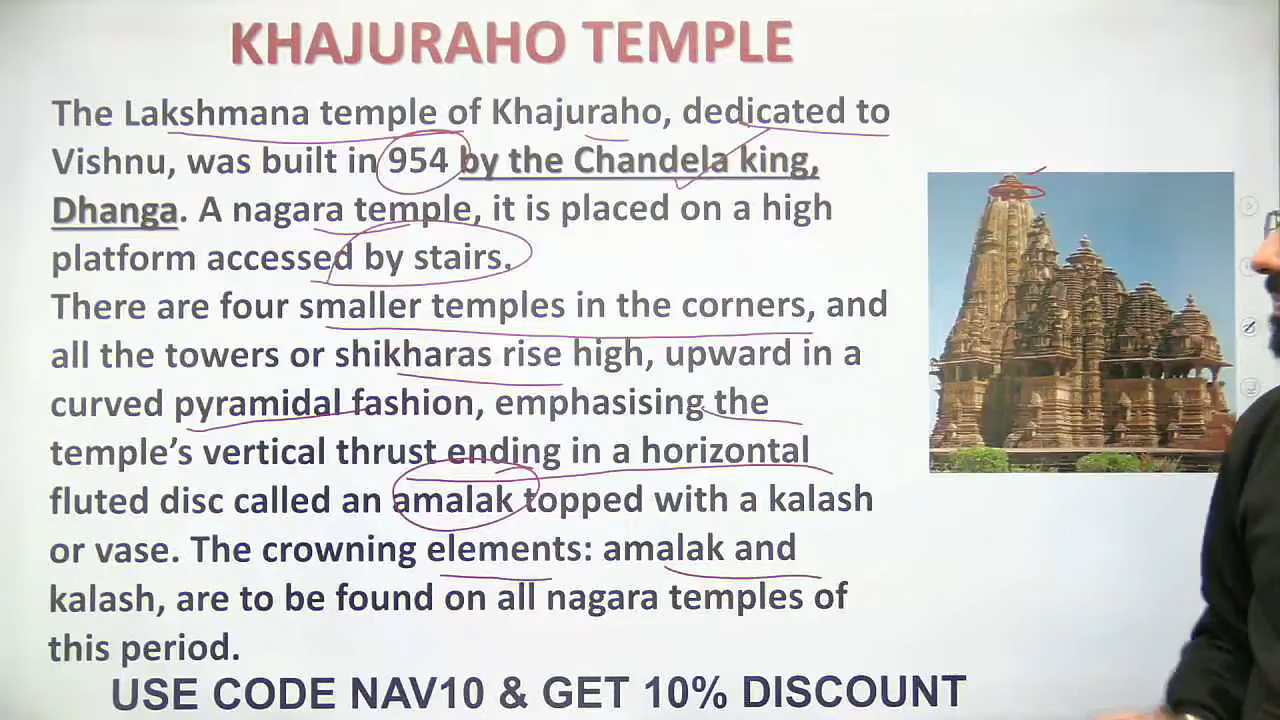 KHAJURAHO TEMPLE
The Lakshmana temple of Khajuraho, dedicated to
Vishnu, was built in 954 by the Chandela king,
Dhanga. A nagara temple, it is placed on a high
platform accessed by stairs.
There are four smaller temples in the corners, and
all the towers or shikharas rise high, upward in a
curved pyramidal fashion, emphasising the
temple's vertical thrust ending in a horizontal
fluted disc called an amalak topped with a kalash
or vase. The crowning elements: amalak and
kalash, are to be found on all nagara temples of
this period.
USE CODE NAV10 & GET 10% DISCOUNT